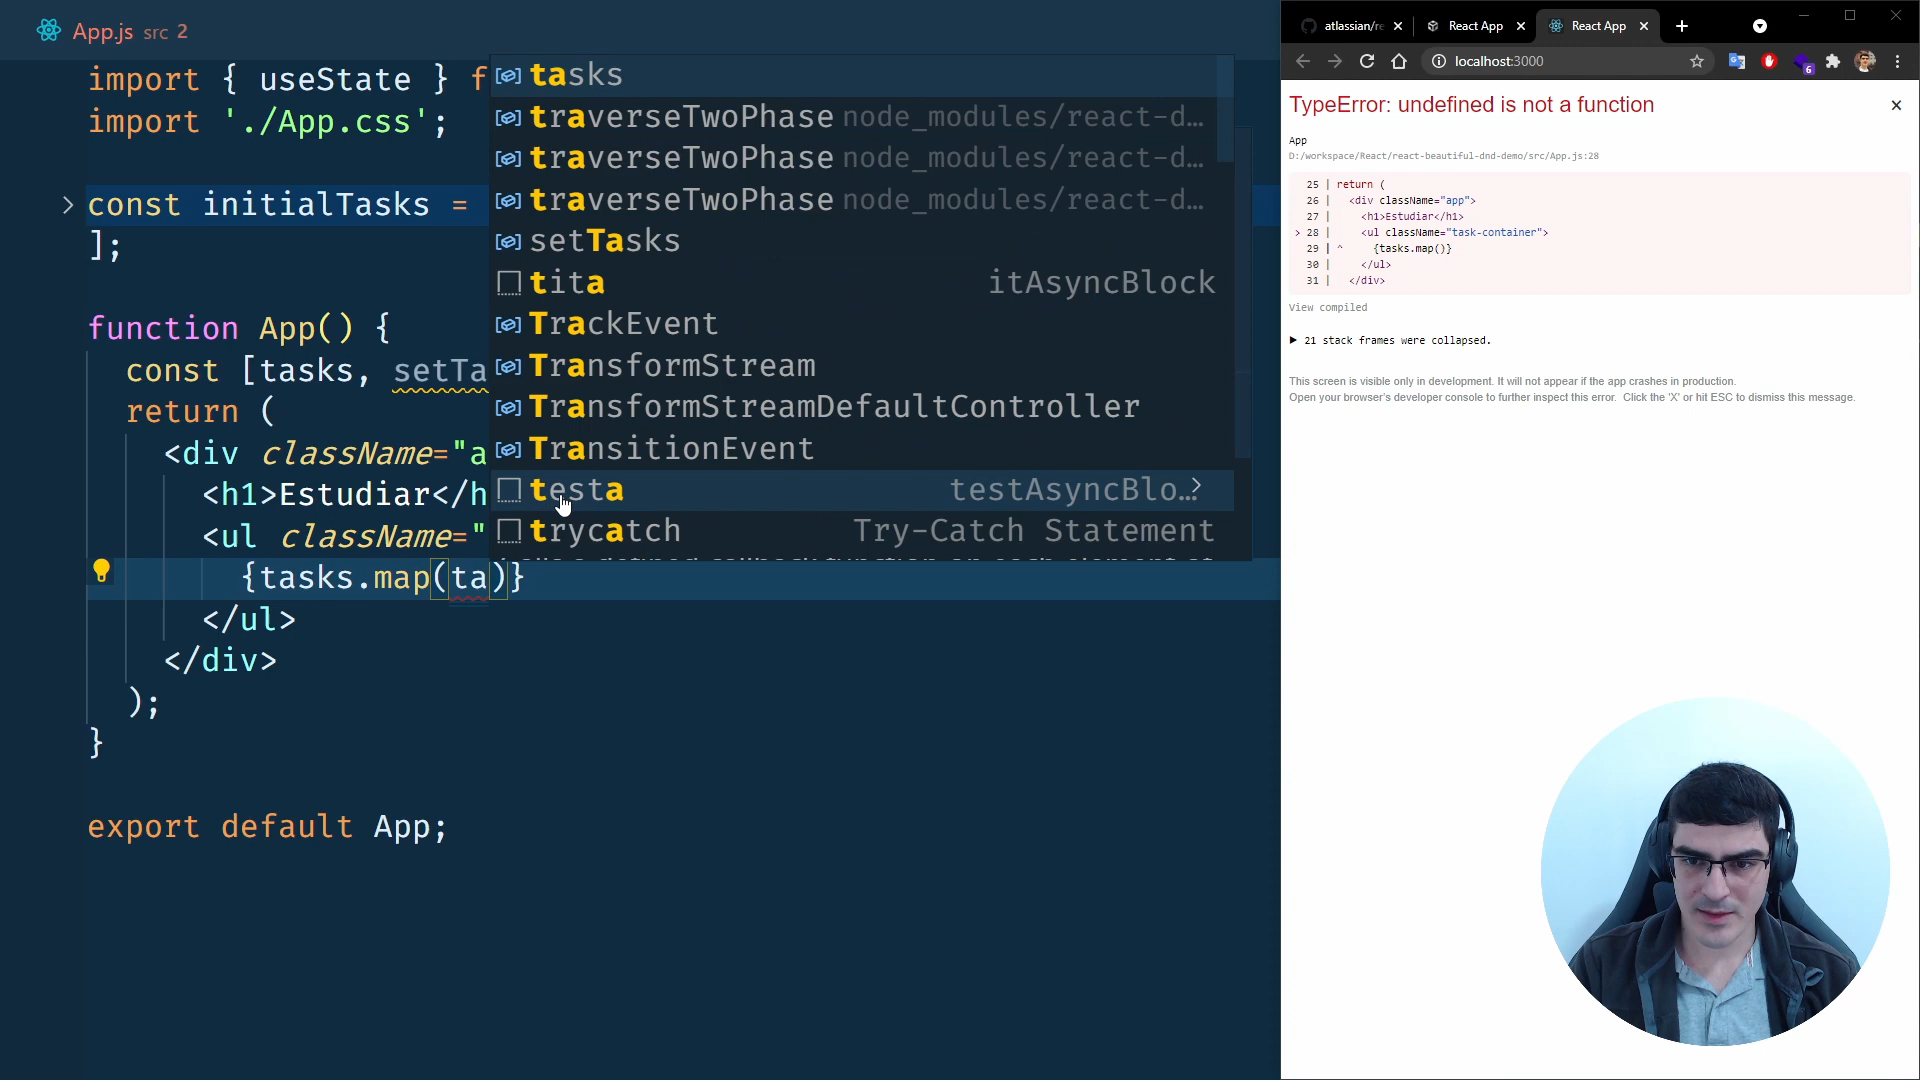 App.js src 2
import { useState } f
import './App.css';
const initialTasks =
];
function App() {
const [tasks, setTa
return (
<div className="a
<h1>Estudiar</h
<ul className="
{tasks.map(ta)}
</ul>
</div>
);
}
export default App;
tasks
traverseTwoPhase node_modules/react-d…
traverseTwoPhase node_modules/react-d…
traverseTwoPhase node_modules/react-d…
setTasks
tita itAsyncBlock
TrackEvent
TransformStream
TransformStreamDefaultController
TransitionEvent
testa testAsyncBlo…
trycatch Try-Catch Statement
atlassian/re
React App
React App
localhost:3000
6
TypeError: undefined is not a function
App
D:/workspace/React/react-beautiful-dnd-demo/src/App.js:28
25 | return (
26 | <div className="app">
27 | <h1>Estudiar</h1>
> 28 | <ul className="task-container">
29 | ^ {tasks.map()}
30 | </ul>
31 | </div>
View compiled
▶ 21 stack frames were collapsed.
This screen is visible only in development. It will not appear if the app crashes in production.
Open your browser's developer console to further inspect this error. Click the 'X' or hit ESC to dismiss this message.